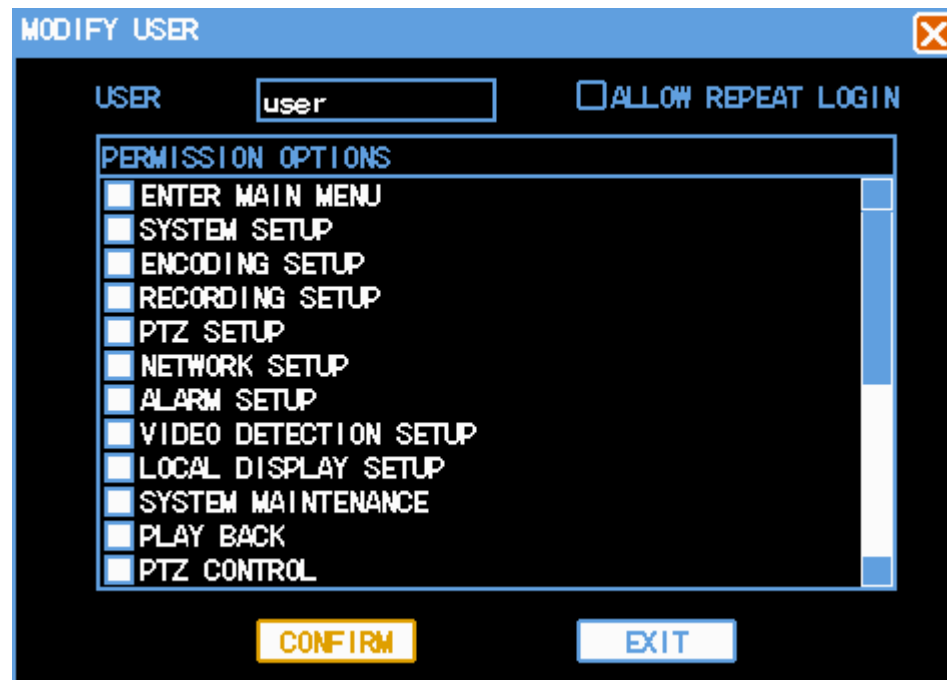 MODIFY USER
USER user ALLOW REPEAT LOGIN
PERMISSION OPTIONS
ENTER MAIN MENU
SYSTEM SETUP
ENCODING SETUP
RECORDING SETUP
PTZ SETUP
NETWORK SETUP
ALARM SETUP
VIDEO DETECTION SETUP
LOCAL DISPLAY SETUP
SYSTEM MAINTENANCE
PLAY BACK
PTZ CONTROL
CONFIRM EXIT